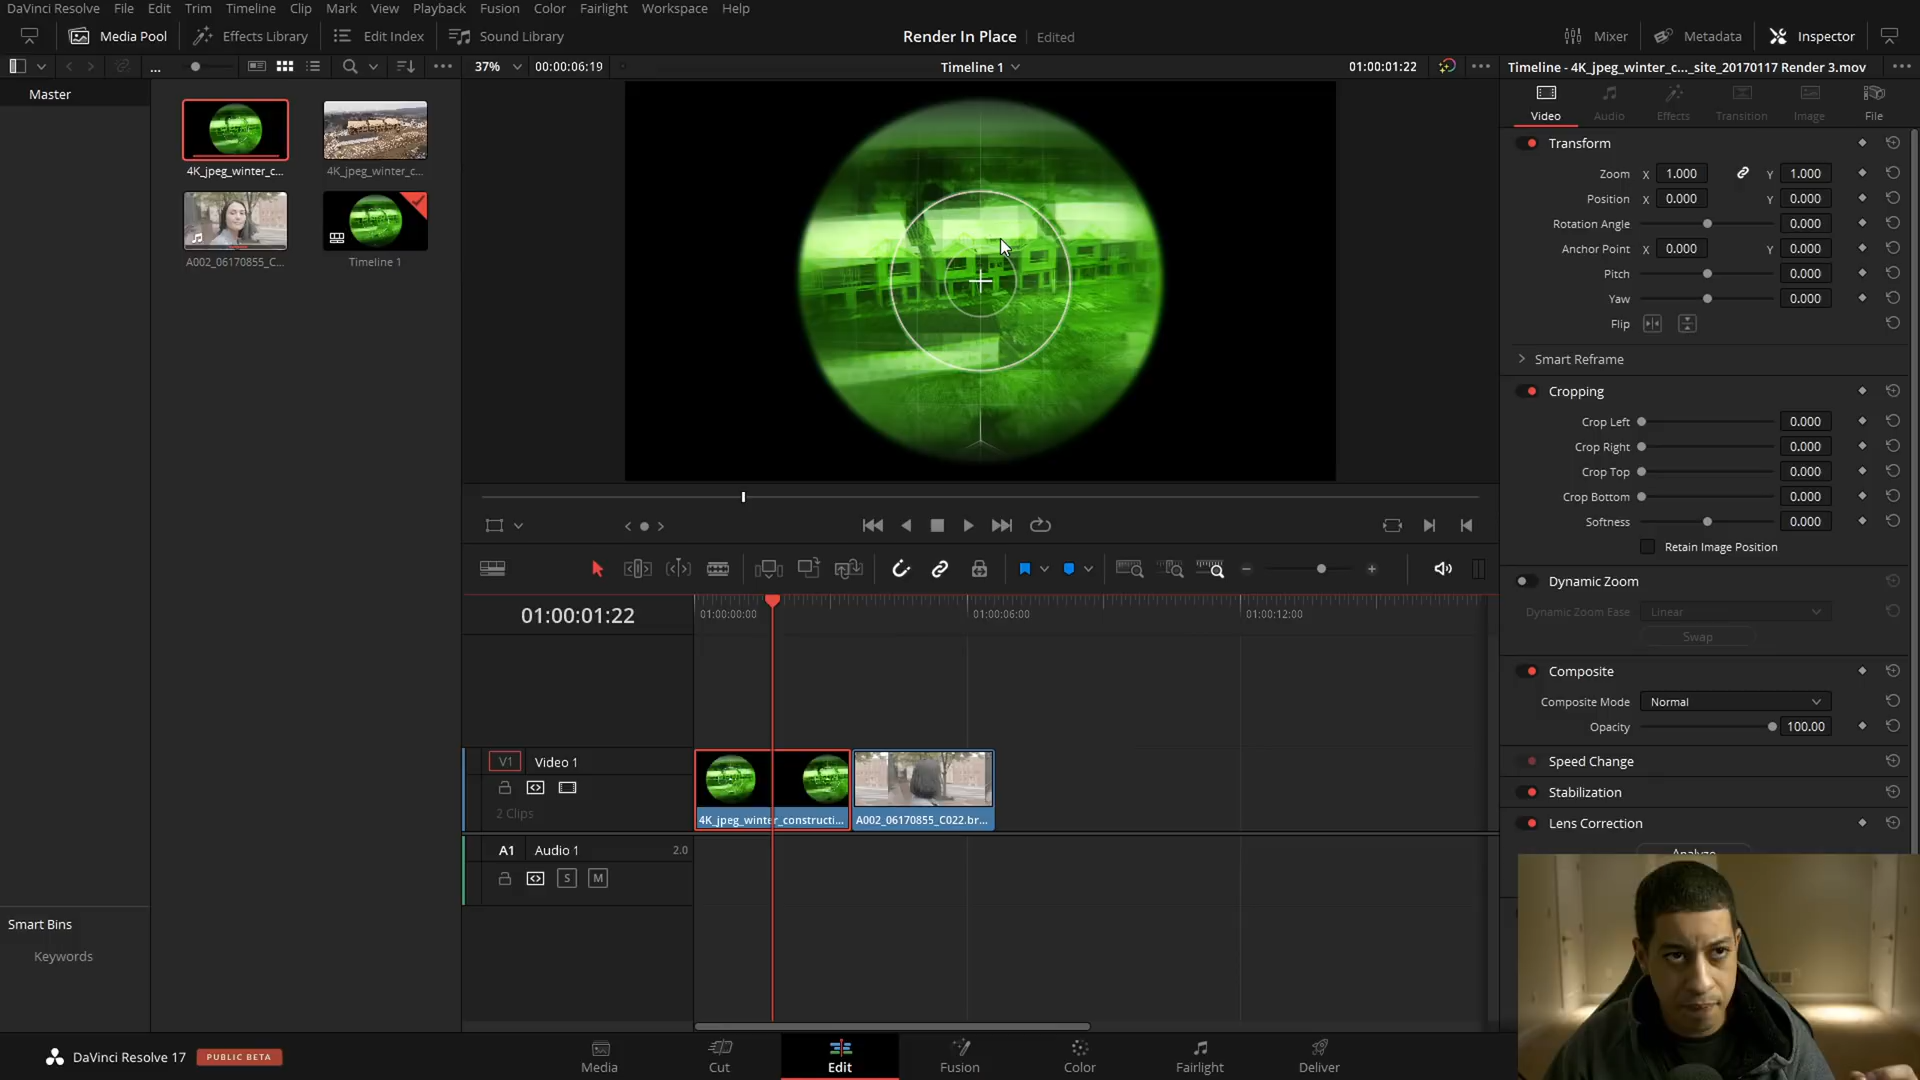 DaVinci Resolve File Edit Trim Timeline Clip Mark View Playback Fusion Color Fairlight Workspace Help
Media Pool Effects Library Edit Index Sound Library Render In Place Edited Mixer Metadata Inspector
... 37% 00:00:06:19 Timeline 1 01:00:01:22 Timeline - 4K_jpeg_winter_c..._site_20170117 Render 3.mov
Master
Video Audio Effects Transition Image File
4K_jpeg_winter_c... 4K_jpeg_winter_c...
A002_06170855_C... Timeline 1
Transform
Zoom X 1.000 Y 1.000
Position X 0.000 Y 0.000
Rotation Angle 0.000
Anchor Point X 0.000 Y 0.000
Pitch 0.000
Yaw 0.000
Flip
Smart Reframe
Cropping
Crop Left 0.000
Crop Right 0.000
Crop Top 0.000
Crop Bottom 0.000
Softness 0.000
Retain Image Position
Dynamic Zoom
Dynamic Zoom Ease Linear
Swap
Composite
Composite Mode Normal
Opacity 100.00
Speed Change
Stabilization
Lens Correction
Analyze
01:00:01:22 01:00:00:00 01:00:06:00 01:00:12:00
V1 Video 1
2 Clips
4K_jpeg_winter_constructi... A002_06170855_C022.br...
A1 Audio 1 2.0
S M
Smart Bins
Keywords
DaVinci Resolve 17 PUBLIC BETA
Media Cut Edit Fusion Color Fairlight Deliver